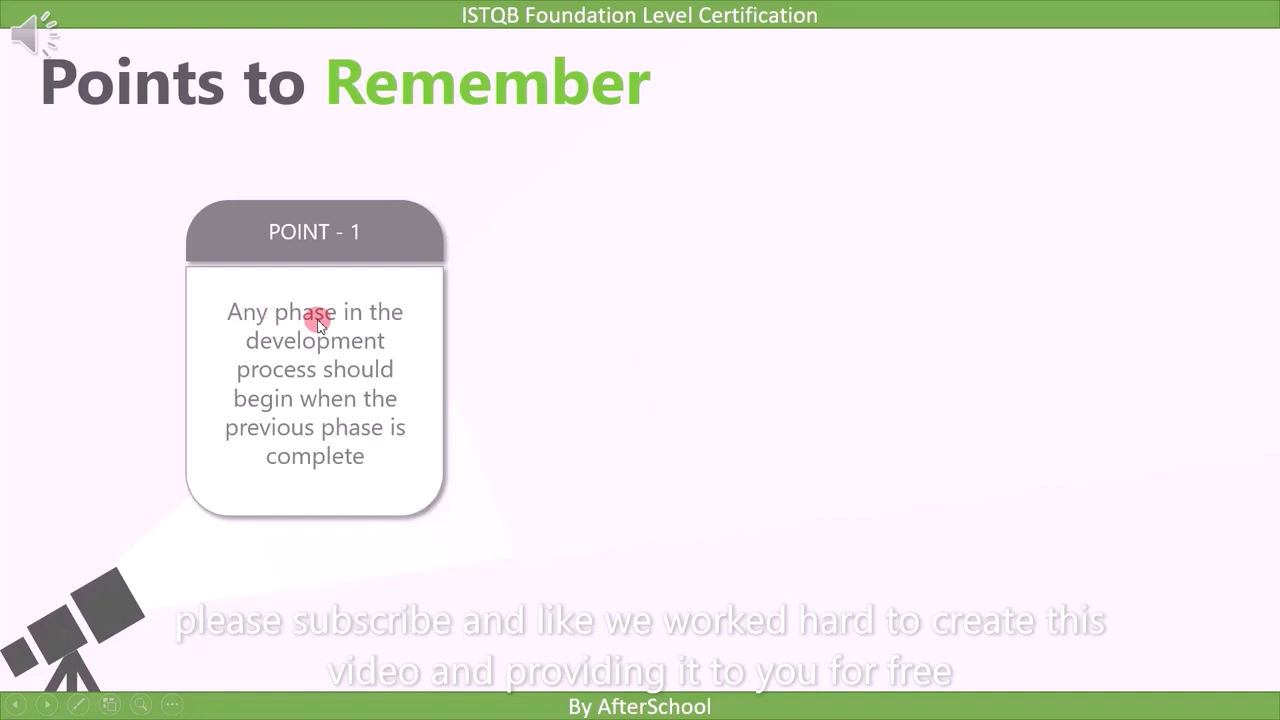 ISTQB Foundation Level Certification
Points to Remember
POINT - 1
Any phase in the
development
process should
begin when the
previous phase is
complete
please subscribe and like we worked hard to create this
video and providing it to you for free
By AfterSchool